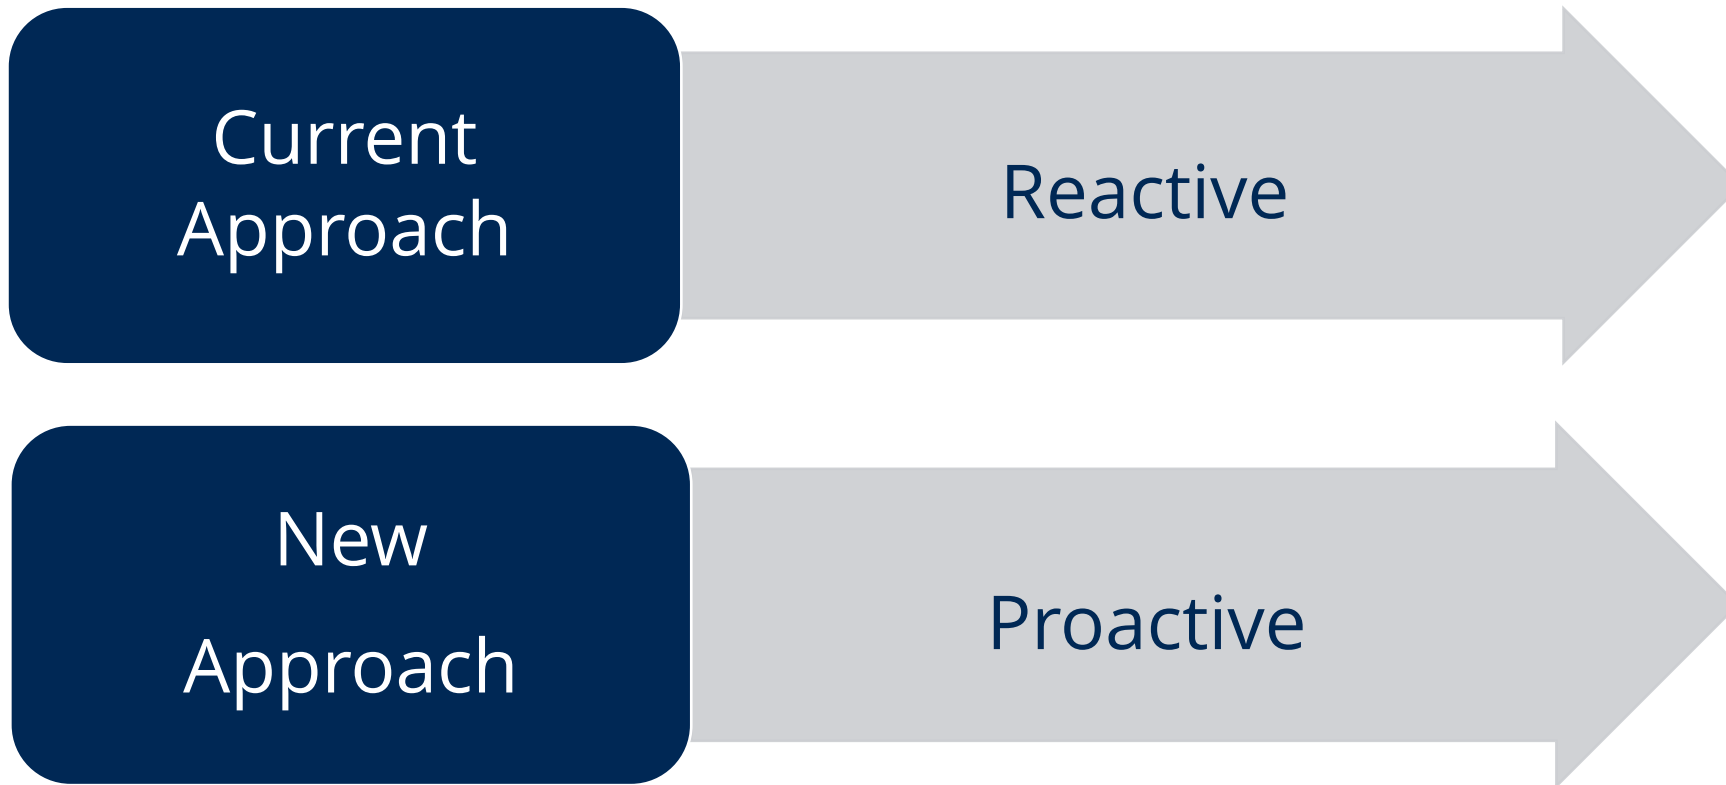 Current
Approach
Reactive
New
Approach
Proactive